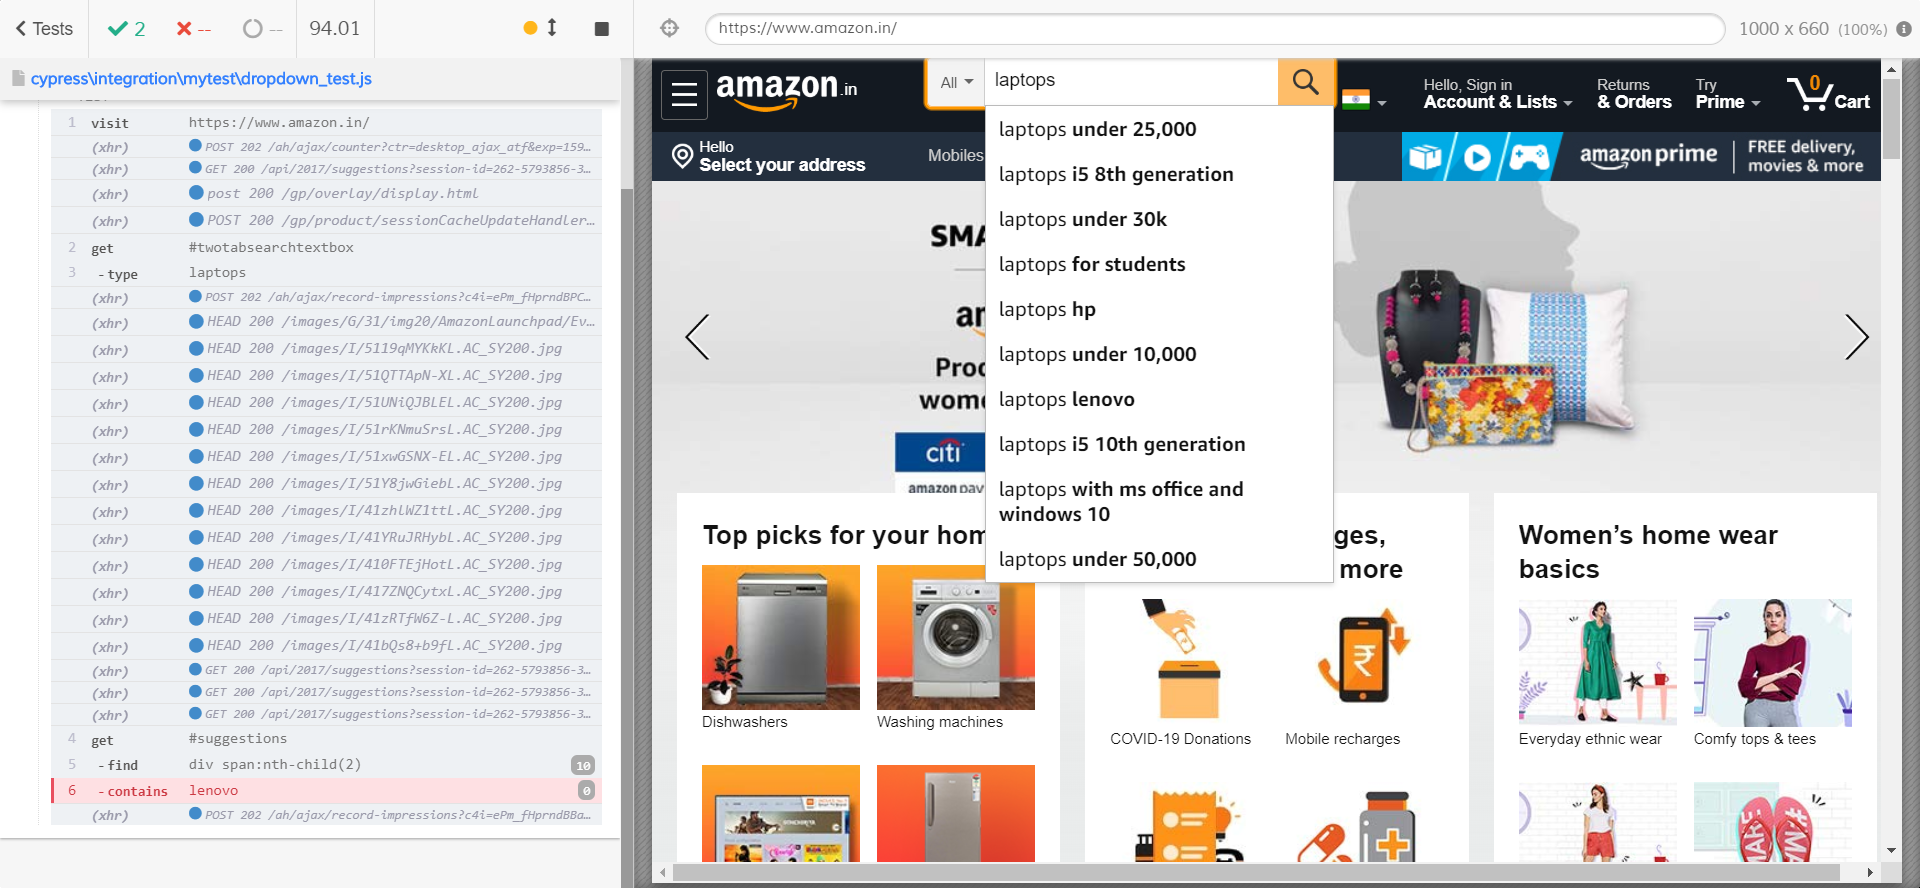 Tests
2
--
--
94.01
https://www.amazon.in/
1000 x 660 (100%)
cypress\integration\mytest\dropdown_test.js
1 visit https://www.amazon.in/
(xhr) POST 202 /ah/ajax/counter?ctr=desktop_ajax_atf&exp=159...
(xhr) GET 200 /api/2017/suggestions?session-id=262-5793856-3...
(xhr) post 200 /gp/overlay/display.html
(xhr) POST 200 /gp/product/sessionCacheUpdateHandler...
2 get #twotabsearchtextbox
3 -type laptops
(xhr) POST 202 /ah/ajax/record-impressions?c4i=ePm_fHprndBPC...
(xhr) HEAD 200 /images/G/31/img20/AmazonLaunchpad/Ev...
(xhr) HEAD 200 /images/I/5119qMYKkKL.AC_SY200.jpg
(xhr) HEAD 200 /images/I/51QTTApN-XL.AC_SY200.jpg
(xhr) HEAD 200 /images/I/51UNiQJBLEL.AC_SY200.jpg
(xhr) HEAD 200 /images/I/51rKNmuSrsL.AC_SY200.jpg
(xhr) HEAD 200 /images/I/51xwGSNX-EL.AC_SY200.jpg
(xhr) HEAD 200 /images/I/51Y8jwGiebL.AC_SY200.jpg
(xhr) HEAD 200 /images/I/41zhlWZ1ttL.AC_SY200.jpg
(xhr) HEAD 200 /images/I/41YRuJRHybL.AC_SY200.jpg
(xhr) HEAD 200 /images/I/410FTEjHotL.AC_SY200.jpg
(xhr) HEAD 200 /images/I/417ZNQCytxL.AC_SY200.jpg
(xhr) HEAD 200 /images/I/41zRTfW6Z-L.AC_SY200.jpg
(xhr) HEAD 200 /images/I/41bQs8+b9fL.AC_SY200.jpg
(xhr) GET 200 /api/2017/suggestions?session-id=262-5793856-3...
(xhr) GET 200 /api/2017/suggestions?session-id=262-5793856-3...
(xhr) GET 200 /api/2017/suggestions?session-id=262-5793856-3...
4 get #suggestions
5 -find div span:nth-child(2) 10
6 -contains lenovo 0
(xhr) POST 202 /ah/ajax/record-impressions?c4i=ePm_fHprndBBa...
amazon.in
All
laptops
Hello, Sign in
Account & Lists
Returns
& Orders
Try
Prime
0
Cart
Hello
Select your address
Mobiles
amazon prime
FREE delivery,
movies & more
laptops under 25,000
laptops i5 8th generation
laptops under 30k
laptops for students
laptops hp
laptops under 10,000
laptops lenovo
laptops i5 10th generation
laptops with ms office and
windows 10
laptops under 50,000
SMA
am
Proc
wome
citi
amazon pay
Top picks for your hom
Dishwashers
Washing machines
ges,
more
COVID-19 Donations
Mobile recharges
Women's home wear
basics
Everyday ethnic wear
Comfy tops & tees